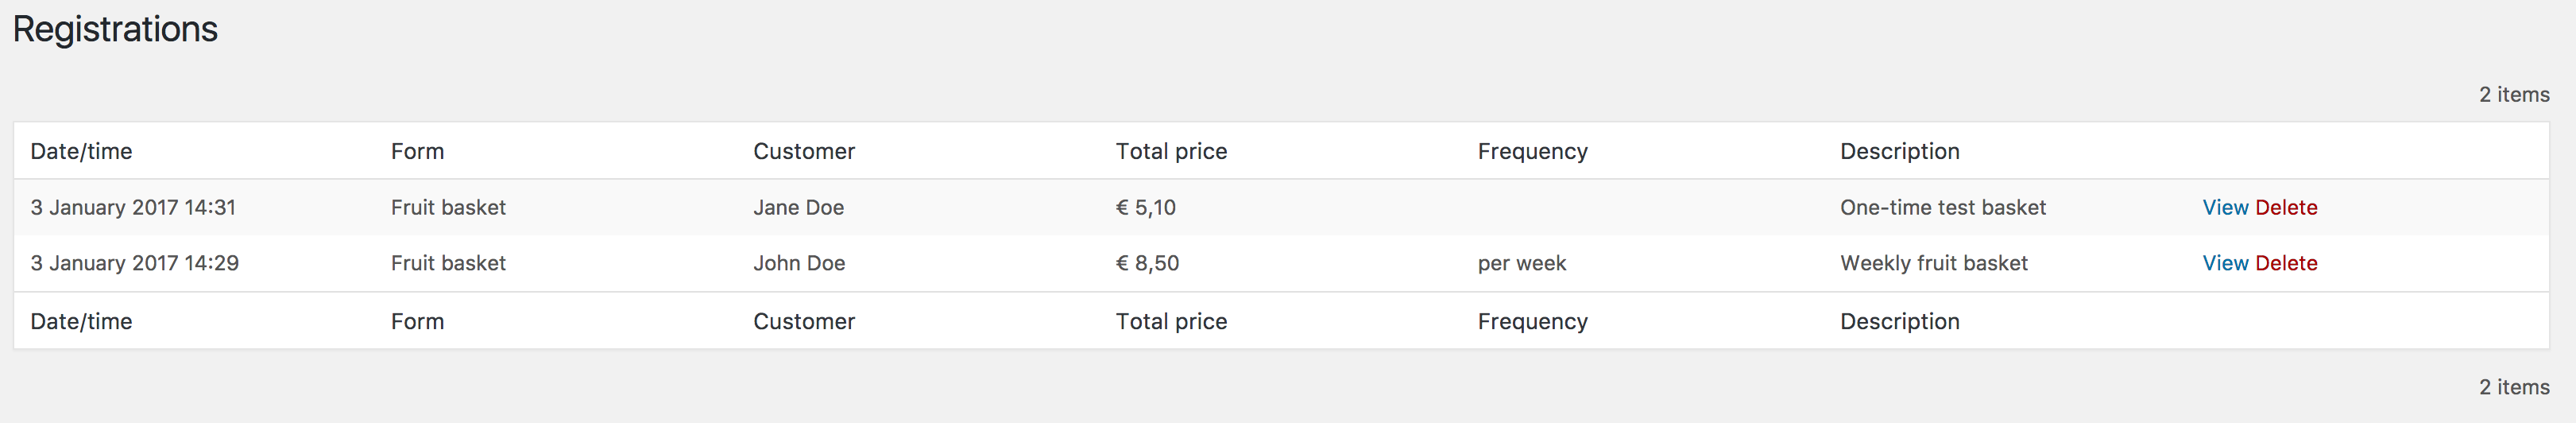 Registrations
2 items
Date/time Form Customer Total price Frequency Description
3 January 2017 14:31 Fruit basket Jane Doe € 5,10 One-time test basket View Delete
3 January 2017 14:29 Fruit basket John Doe € 8,50 per week Weekly fruit basket View Delete
Date/time Form Customer Total price Frequency Description
2 items